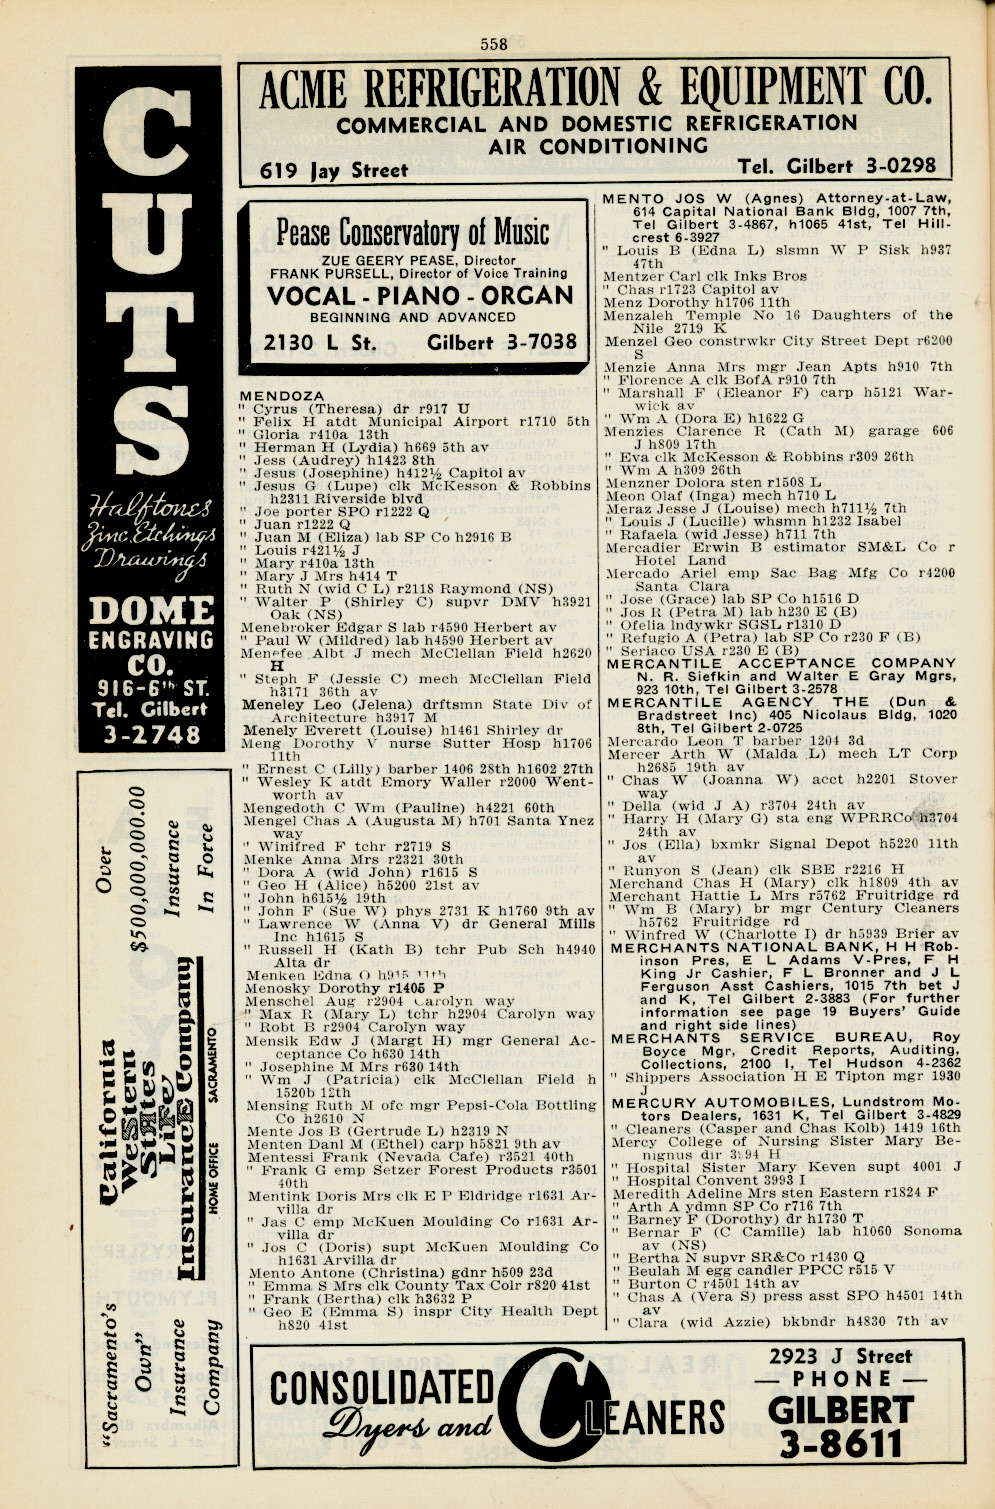 558
CUTS
Halftones
Zinc Etchings
Drawings
DOME
ENGRAVING
CO.
916-6th ST.
Tel. Gilbert
3-2748
"Sacramento's Own" Insurance Company
California
Western
States
Life
Insurance Company
HOME OFFICE SACRAMENTO
Over
$500,000,000.00
Insurance
In Force
ACME REFRIGERATION & EQUIPMENT CO.
COMMERCIAL AND DOMESTIC REFRIGERATION
AIR CONDITIONING
619 Jay Street Tel. Gilbert 3-0298
Pease Conservatory of Music
ZUE GEERY PEASE, Director
FRANK PURSELL, Director of Voice Training
VOCAL - PIANO - ORGAN
BEGINNING AND ADVANCED
2130 L St. Gilbert 3-7038
MENDOZA
" Cyrus (Theresa) dr r917 U
" Felix H atdt Municipal Airport r1710 5th
" Gloria r410a 13th
" Herman H (Lydia) h669 5th av
" Jess (Audrey) h1423 8th
" Jesus (Josephine) h412½ Capitol av
" Jesus G (Lupe) clk McKesson & Robbins
h2311 Riverside blvd
" Joe porter SPO r1222 Q
" Juan r1222 Q
" Juan M (Eliza) lab SP Co h2916 B
" Louis r421½ J
" Mary r410a 13th
" Mary J Mrs h414 T
" Ruth N (wid C L) r2118 Raymond (NS)
" Walter P (Shirley C) supvr DMV h3921
Oak (NS)
Menebroker Edgar S lab r4590 Herbert av
" Paul W (Mildred) lab h4590 Herbert av
Menefee Albt J mech McClellan Field h2620
H
" Steph F (Jessie C) mech McClellan Field
h3171 36th av
Meneley Leo (Jelena) drftsmn State Div of
Architecture h3917 M
Menely Everett (Louise) h1461 Shirley dr
Meng Dorothy V nurse Sutter Hosp h1706
11th
" Ernest C (Lilly) barber 1406 28th h1602 27th
" Wesley K atdt Emory Waller r2000 Went-
worth av
Mengedoth C Wm (Pauline) h4221 60th
Mengel Chas A (Augusta M) h701 Santa Ynez
way
" Winifred F tchr r2719 S
Menke Anna Mrs r2321 30th
" Dora A (wid John) r1615 S
" Geo H (Alice) h5200 21st av
" John h615½ 19th
" John F (Sue W) phys 2731 K h1760 9th av
" Lawrence W (Anna V) dr General Mills
Inc h1615 S
" Russell H (Kath B) tchr Pub Sch h4940
Alta dr
Menken Edna O h915 11th
Menosky Dorothy r1405 P
Menschel Aug r2904 Carolyn way
" Max R (Mary L) tchr h2904 Carolyn way
" Robt B r2904 Carolyn way
Mensik Edw J (Margt H) mgr General Ac-
ceptance Co h630 14th
" Josephine M Mrs r630 14th
" Wm J (Patricia) clk McClellan Field h
1520b 12th
Mensing Ruth M ofc mgr Pepsi-Cola Bottling
Co h2610 N
Mente Jos B (Gertrude L) h2319 N
Menten Danl M (Ethel) carp h5821 9th av
Mentessi Frank (Nevada Cafe) r3521 40th
" Frank G emp Setzer Forest Products r3501
40th
Mentink Doris Mrs clk E P Eldridge r1631 Ar-
villa dr
" Jas C emp McKuen Moulding Co r1631 Ar-
villa dr
" Jos C (Doris) supt McKuen Moulding Co
h1631 Arvilla dr
Mento Antone (Christina) gdnr h509 23d
" Emma S Mrs clk County Tax Colr r820 41st
" Frank (Bertha) clk h3632 P
" Geo E (Emma S) inspr City Health Dept
h820 41st
MENTO JOS W (Agnes) Attorney-at-Law,
614 Capital National Bank Bldg, 1007 7th,
Tel Gilbert 3-4867, h1065 41st, Tel Hill-
crest 6-3927
" Louis B (Edna L) slsmn W P Sisk h937
47th
Mentzer Carl clk Inks Bros
" Chas r1723 Capitol av
Menz Dorothy h1706 11th
Menzaleh Temple No 16 Daughters of the
Nile 2719 K
Menzel Geo constrwkr City Street Dept r6200
S
Menzie Anna Mrs mgr Jean Apts h910 7th
" Florence A clk BofA r910 7th
" Marshall F (Eleanor F) carp h5121 War-
wick av
" Wm A (Dora E) h1622 G
Menzies Clarence R (Cath M) garage 606
J h809 17th
" Eva clk McKesson & Robbins r309 26th
" Wm A h309 26th
Menzner Dolora sten r1508 L
Meon Olaf (Inga) mech h710 L
Meraz Jesse J (Louise) mech h711½ 7th
" Louis J (Lucille) whsmn h1232 Isabel
" Rafaela (wid Jesse) h711 7th
Mercadier Erwin B estimator SM&L Co r
Hotel Land
Mercado Ariel emp Sac Bag Mfg Co r4200
Santa Clara
" Jose (Grace) lab SP Co h1516 D
" Jos R (Petra M) lab h230 E (B)
" Ofelia lndywkr SGSL r1310 D
" Refugio A (Petra) lab SP Co r230 F (B)
" Seriaco USA r230 E (B)
MERCANTILE ACCEPTANCE COMPANY
N. R. Siefkin and Walter E Gray Mgrs,
923 10th, Tel Gilbert 3-2578
MERCANTILE AGENCY THE (Dun &
Bradstreet Inc) 405 Nicolaus Bldg, 1020
8th, Tel Gilbert 2-0725
Mercardo Leon T barber 1204 3d
Mercer Arth W (Malda L) mech LT Corp
h2685 19th av
" Chas W (Joanna W) acct h2201 Stover
way
" Della (wid J A) r3704 24th av
" Harry H (Mary G) sta eng WPRRCo h3704
24th av
" Jos (Ella) bxmkr Signal Depot h5220 11th
av
" Runyon S (Jean) clk SBE r2216 H
Merchand Chas H (Mary) clk h1809 4th av
Merchant Hattie L Mrs r5762 Fruitridge rd
" Wm B (Mary) br mgr Century Cleaners
h5762 Fruitridge rd
" Winfred W (Charlotte I) dr h5939 Brier av
MERCHANTS NATIONAL BANK, H H Rob-
inson Pres, E L Adams V-Pres, F H
King Jr Cashier, F L Bronner and J L
Ferguson Asst Cashiers, 1015 7th bet J
and K, Tel Gilbert 2-3883 (For further
information see page 19 Buyers' Guide
and right side lines)
MERCHANTS SERVICE BUREAU, Roy
Boyce Mgr, Credit Reports, Auditing,
Collections, 2100 I, Tel Hudson 4-2362
" Shippers Association H E Tipton mgr 1930
J
MERCURY AUTOMOBILES, Lundstrom Mo-
tors Dealers, 1631 K, Tel Gilbert 3-4829
" Cleaners (Casper and Chas Kolb) 1419 16th
Mercy College of Nursing Sister Mary Be-
nignus dir H
" Hospital Sister Mary Keven supt 4001 J
" Hospital Convent 3993 I
Meredith Adeline Mrs sten Eastern r1824 F
" Arth A ydmn SP Co r716 7th
" Barney F (Dorothy) dr h1730 T
" Bernar F (C Camille) lab h1060 Sonoma
av (NS)
" Bertha N supvr SR&Co r1430 Q
" Beulah M egg candler PPCC r515 V
" Burton C r4501 14th av
" Chas A (Vera S) press asst SPO h4501 14th
av
" Clara (wid Azzie) bkbndr h4830 7th av
CONSOLIDATED
Dyers and CLEANERS
2923 J Street
— PHONE —
GILBERT
3-8611